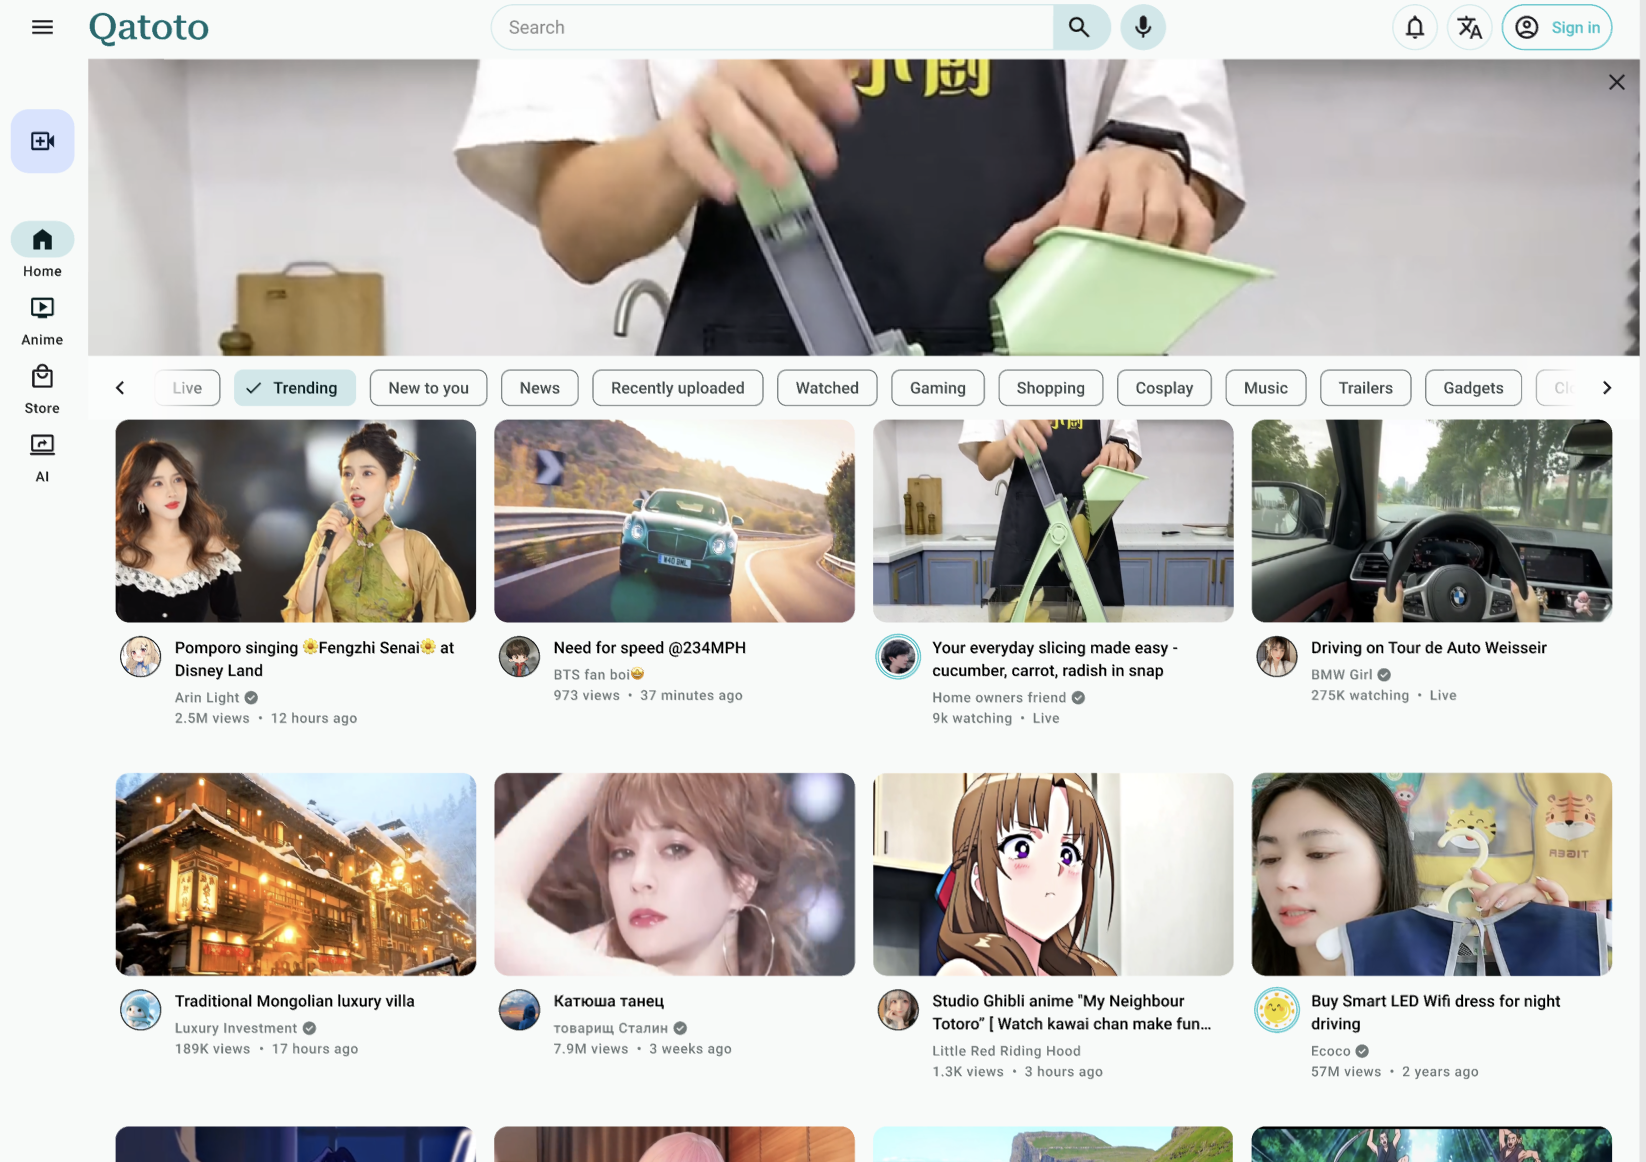 Qatoto
Search
Sign in
小厨
Home
Anime
Store
AI
Live
Trending
New to you
News
Recently uploaded
Watched
Gaming
Shopping
Cosplay
Music
Trailers
Gadgets
Pomporo singing 🌼Fengzhi Senai🌼 at
Disney Land
Arin Light
2.5M views • 12 hours ago
Need for speed @234MPH
BTS fan boi🤩
973 views • 37 minutes ago
Your everyday slicing made easy -
cucumber, carrot, radish in snap
Home owners friend
9k watching • Live
Driving on Tour de Auto Weisseir
BMW Girl
275K watching • Live
TIGER
Traditional Mongolian luxury villa
Luxury Investment
189K views • 17 hours ago
Катюша танец
товарищ Сталин
7.9M views • 3 weeks ago
Studio Ghibli anime "My Neighbour
Totoro” [ Watch kawai chan make fun...
Little Red Riding Hood
1.3K views • 3 hours ago
Buy Smart LED Wifi dress for night
driving
Ecoco
57M views • 2 years ago